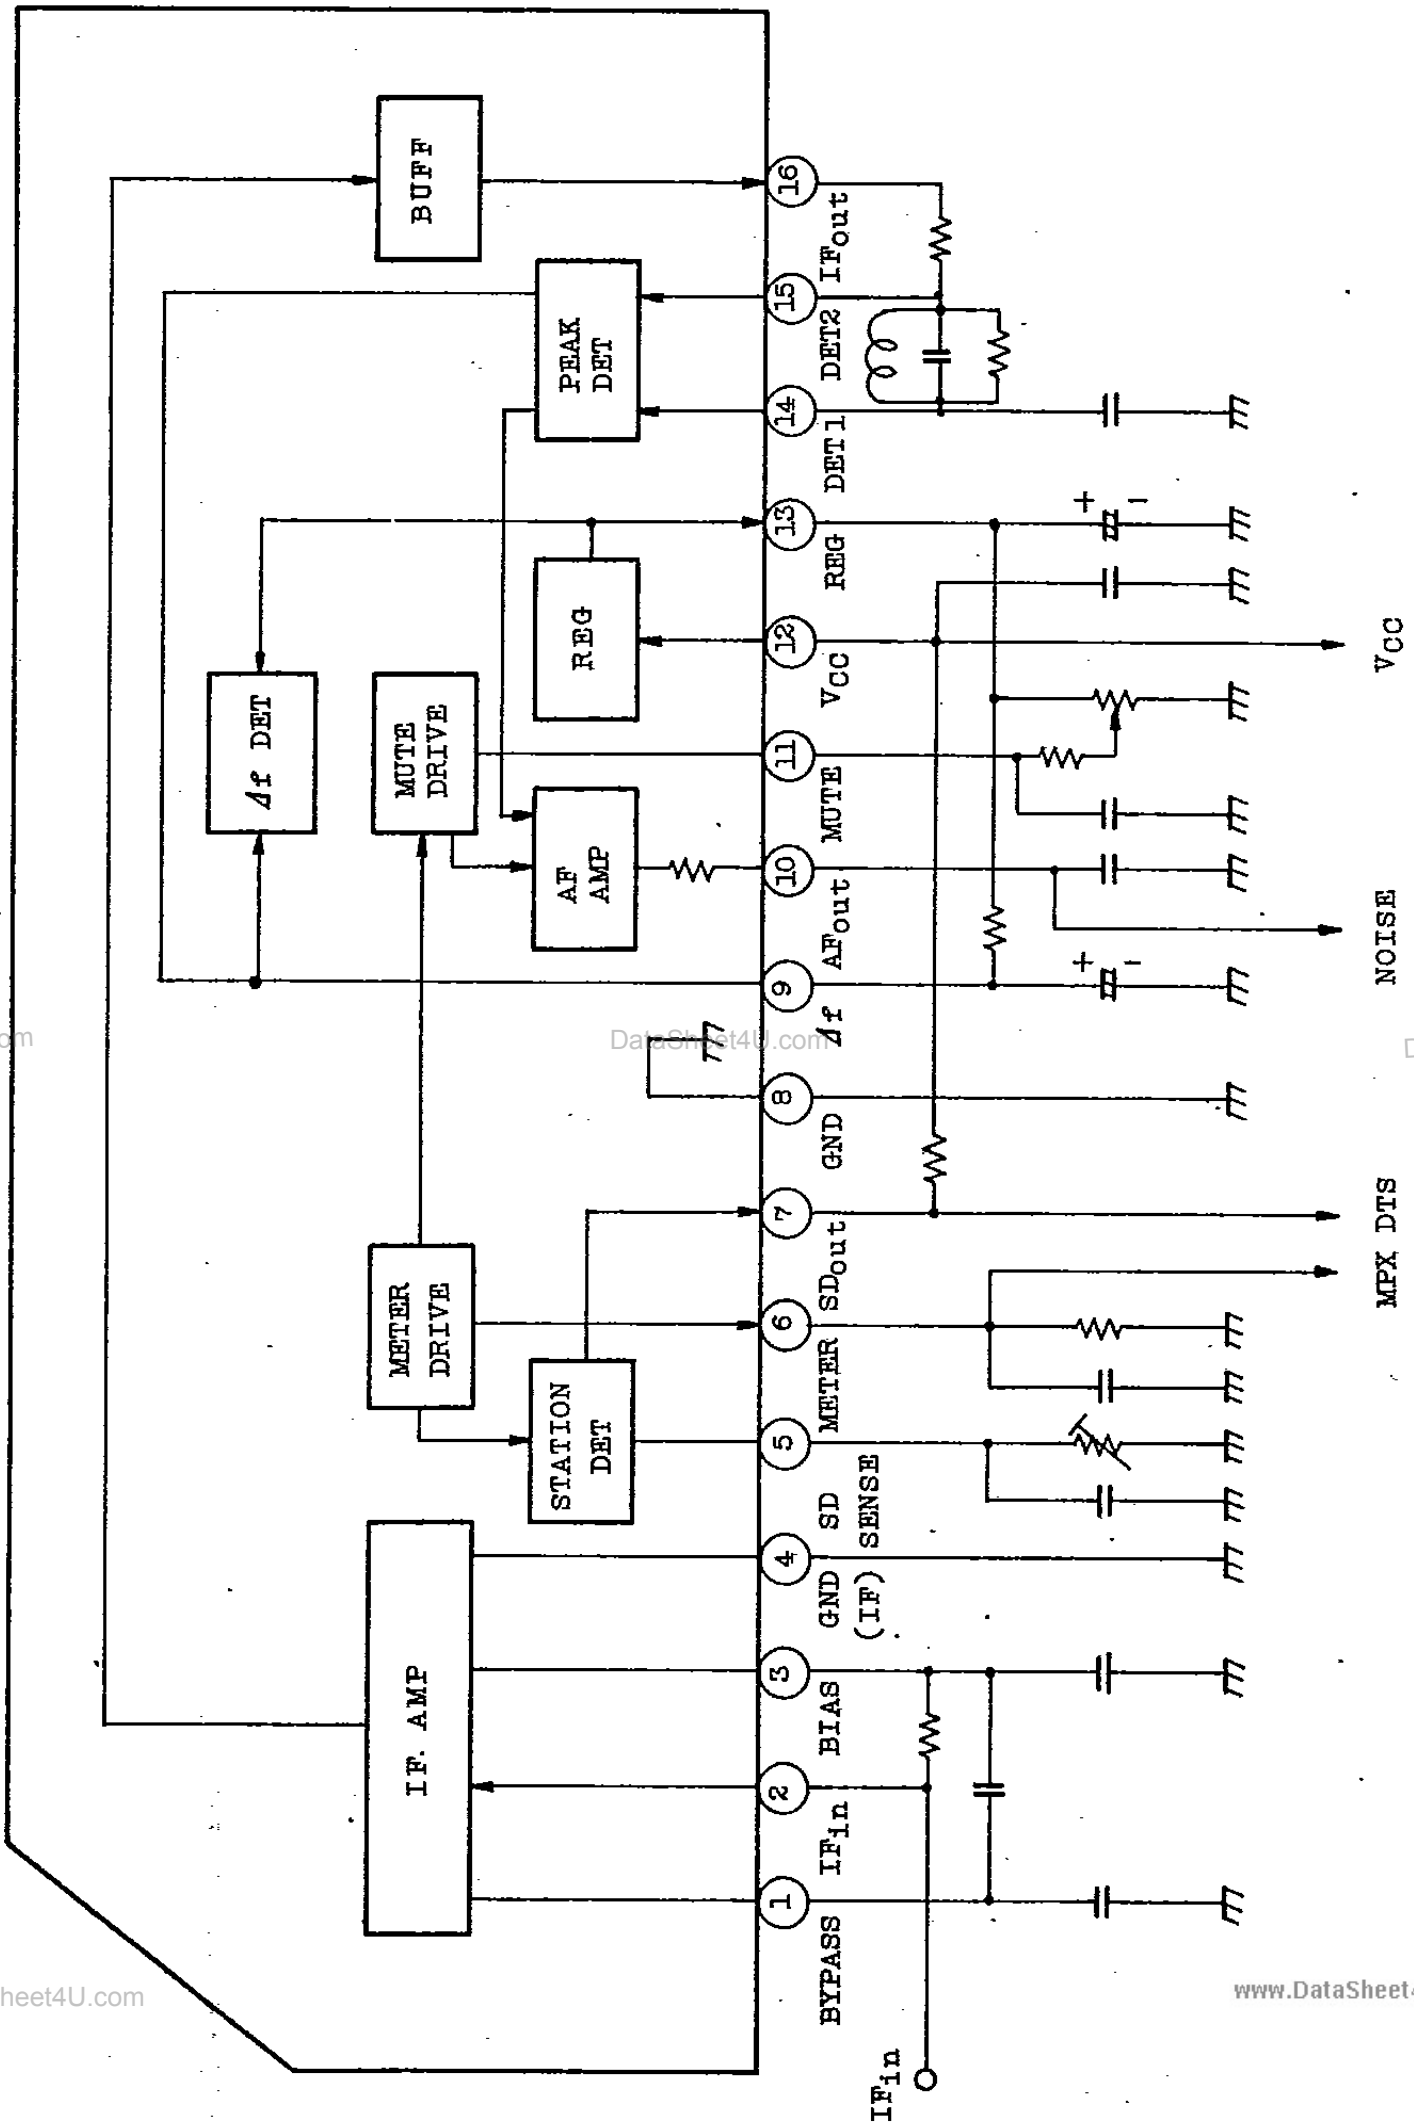 BUFF
PEAK
DET
Δf DET
MUTE
DRIVE
REG
AF
AMP
METER
DRIVE
STATION
DET
IF. AMP
1
2
3
4
5
6
7
8
9
10
11
12
13
14
15
16
BYPASS
IFin
BIAS
GND
(IF)
SD
SENSE
METER
SDout
GND
Δf
AFout
MUTE
VCC
REG
DET1
DET2
IFout
+ -
+ -
IFin
MPX DTS
NOISE
VCC
DataSheet4U.com
om
D
heet4U.com
www.DataSheet4